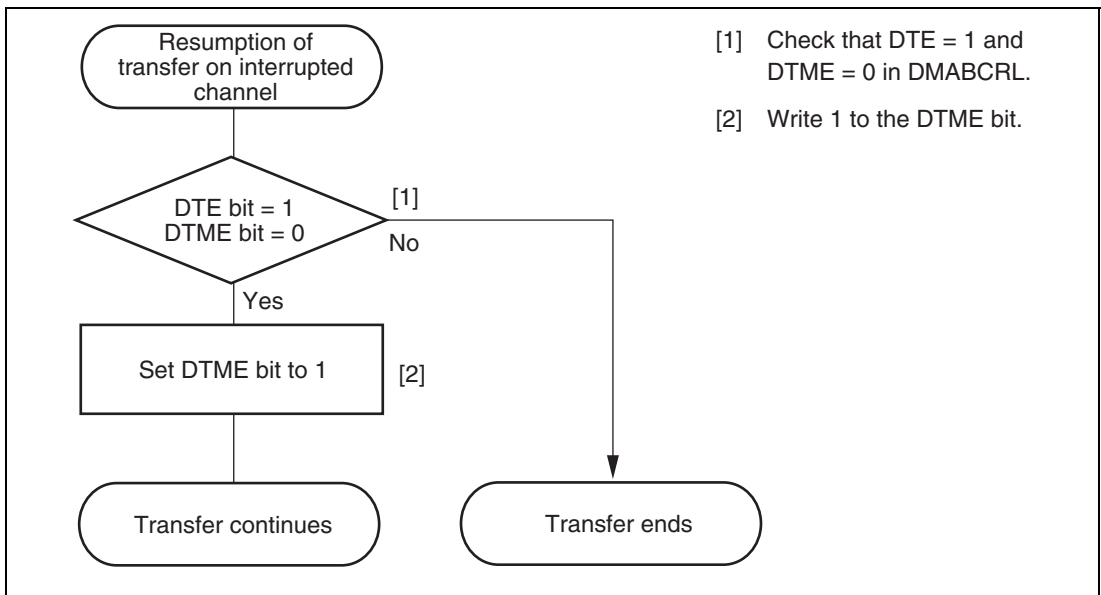 Resumption of
transfer on interrupted
channel
[1] Check that DTE = 1 and
DTME = 0 in DMABCRL.
[2] Write 1 to the DTME bit.
DTE bit = 1
DTME bit = 0
[1]
No
Yes
Set DTME bit to 1
[2]
Transfer continues
Transfer ends